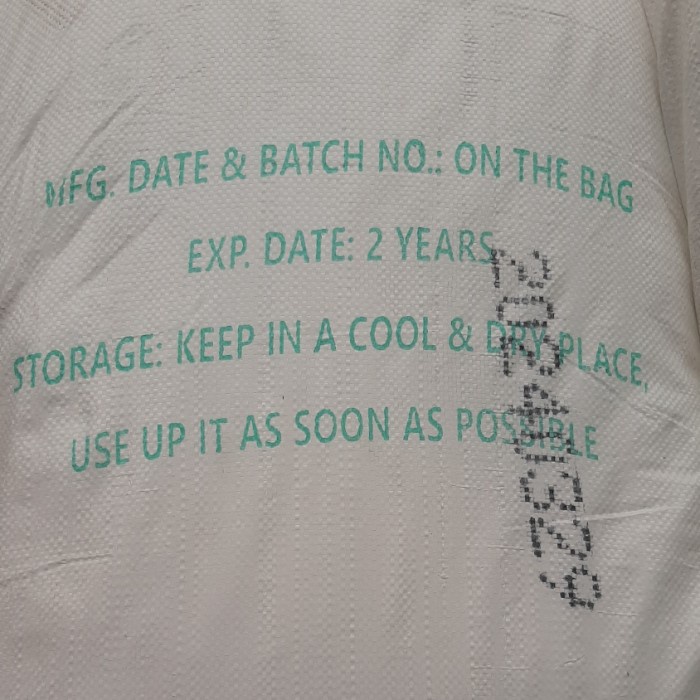 MFG. DATE & BATCH NO.: ON THE BAG
EXP. DATE: 2 YEARS
STORAGE: KEEP IN A COOL & DRY PLACE,
USE UP IT AS SOON AS POSSIBLE
20240329